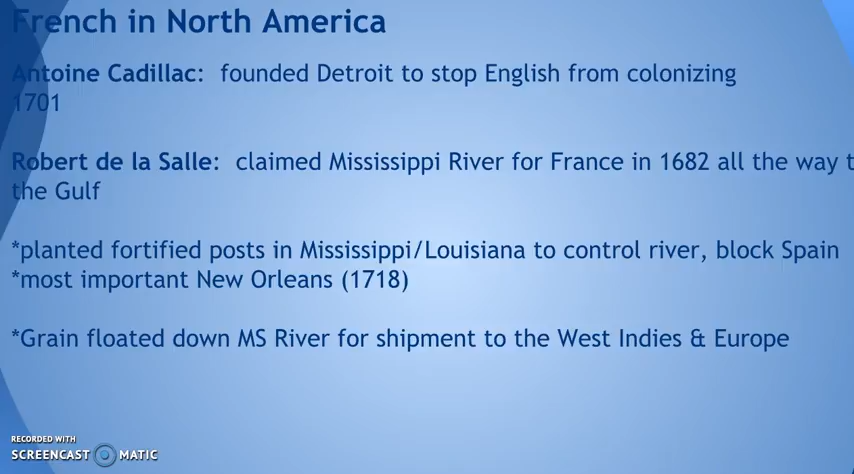 French in North America
Antoine Cadillac: founded Detroit to stop English from colonizing
1701
Robert de la Salle: claimed Mississippi River for France in 1682 all the way t
the Gulf
*planted fortified posts in Mississippi/Louisiana to control river, block Spain
*most important New Orleans (1718)
*Grain floated down MS River for shipment to the West Indies & Europe
RECORDED WITH
SCREENCAST MATIC